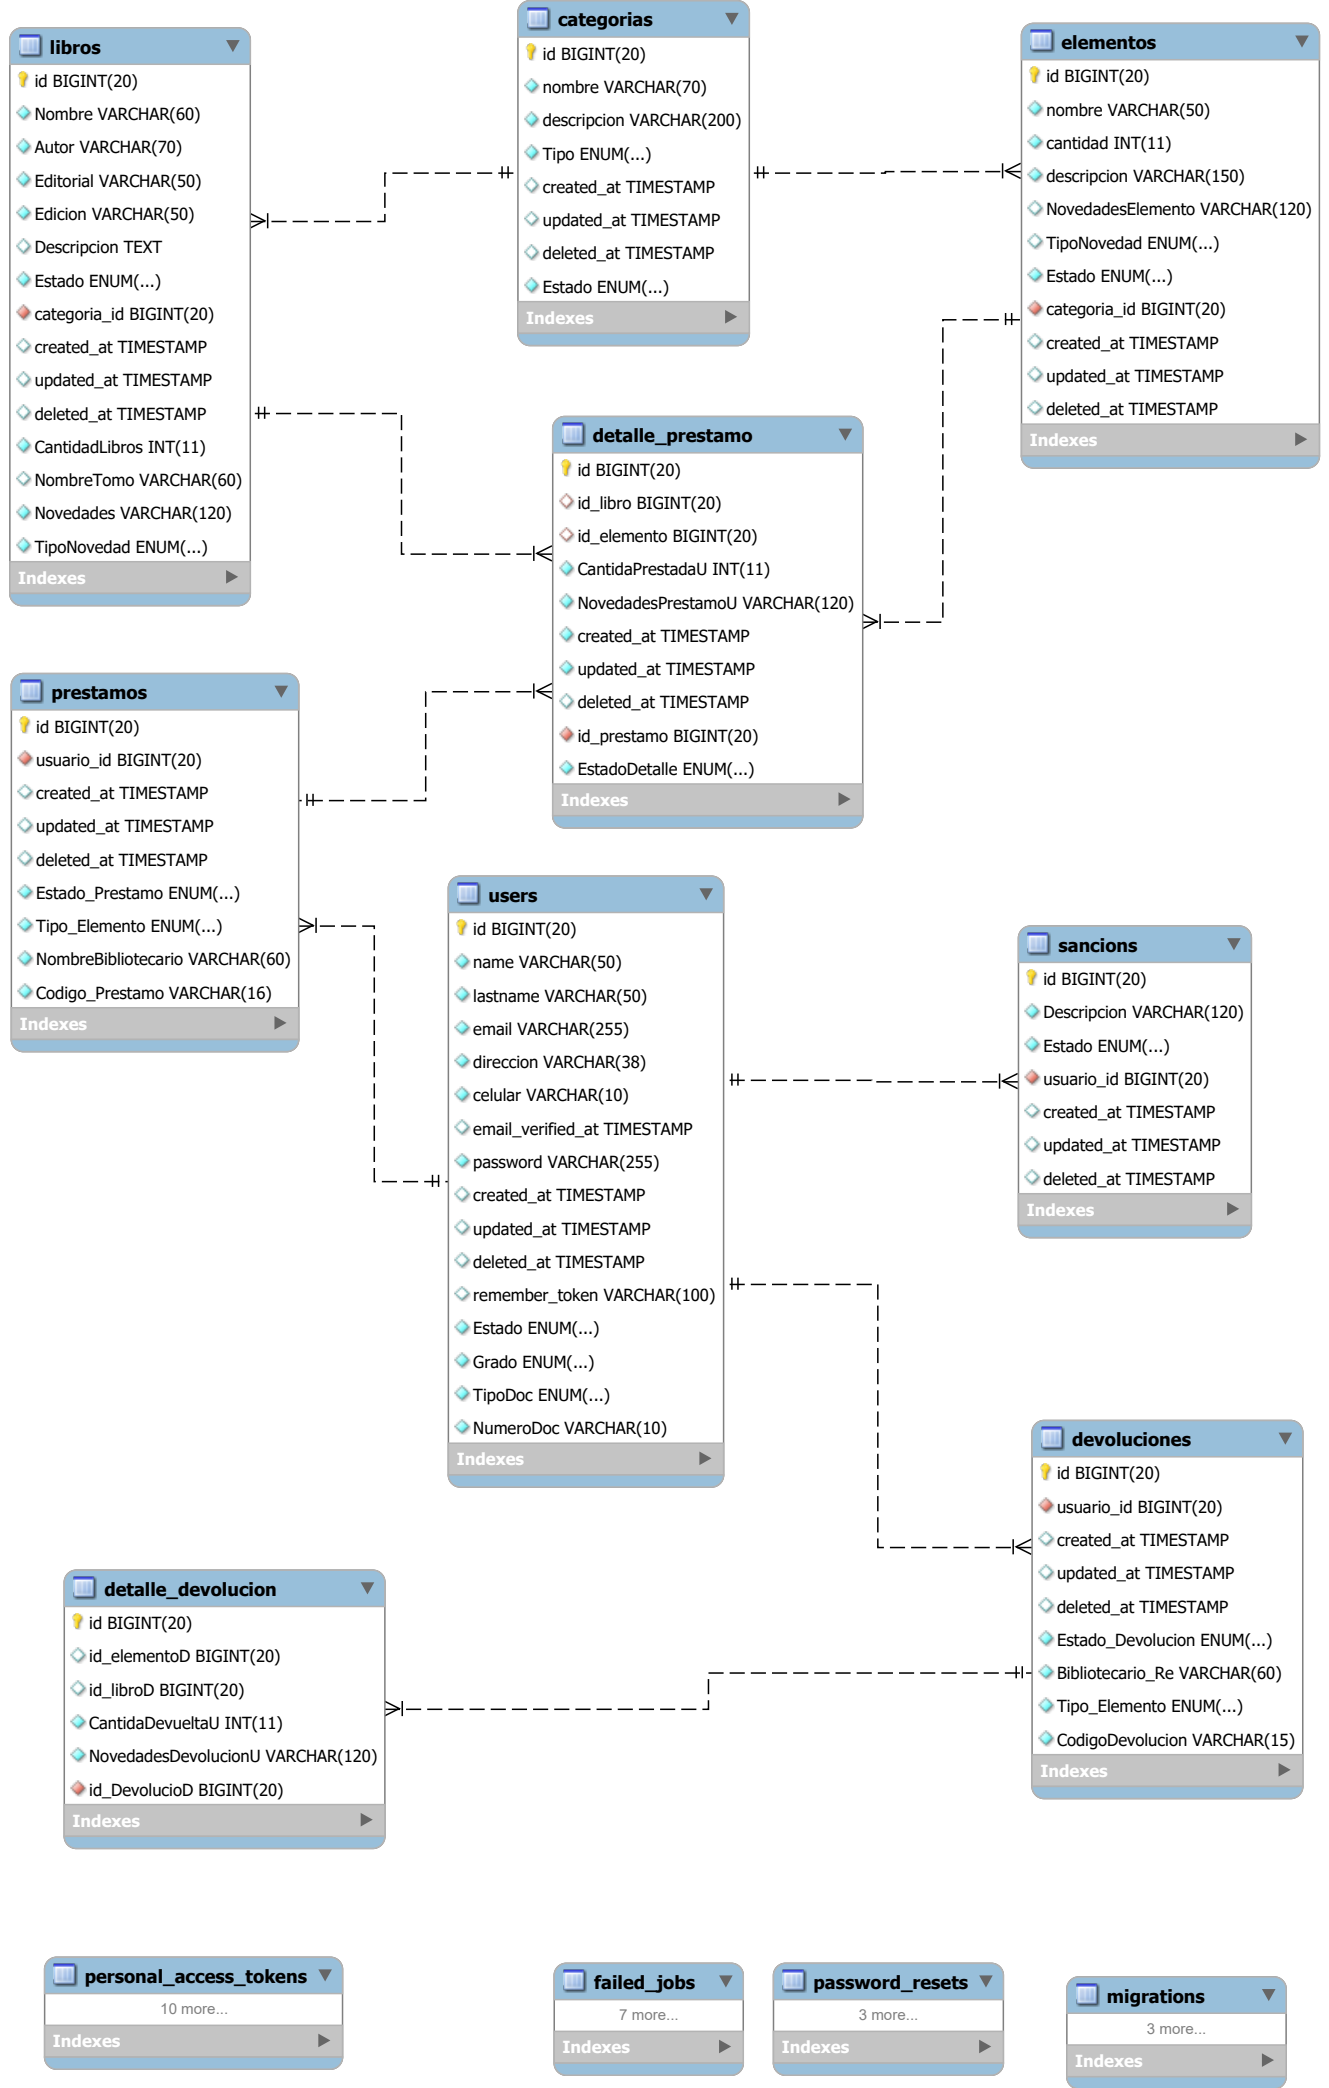 libros
id BIGINT(20)
Nombre VARCHAR(60)
Autor VARCHAR(70)
Editorial VARCHAR(50)
Edicion VARCHAR(50)
Descripcion TEXT
Estado ENUM(...)
categoria_id BIGINT(20)
created_at TIMESTAMP
updated_at TIMESTAMP
deleted_at TIMESTAMP
CantidadLibros INT(11)
NombreTomo VARCHAR(60)
Novedades VARCHAR(120)
TipoNovedad ENUM(...)
Indexes
categorias
id BIGINT(20)
nombre VARCHAR(70)
descripcion VARCHAR(200)
Tipo ENUM(...)
created_at TIMESTAMP
updated_at TIMESTAMP
deleted_at TIMESTAMP
Estado ENUM(...)
Indexes
elementos
id BIGINT(20)
nombre VARCHAR(50)
cantidad INT(11)
descripcion VARCHAR(150)
NovedadesElemento VARCHAR(120)
TipoNovedad ENUM(...)
Estado ENUM(...)
categoria_id BIGINT(20)
created_at TIMESTAMP
updated_at TIMESTAMP
deleted_at TIMESTAMP
Indexes
detalle_prestamo
id BIGINT(20)
id_libro BIGINT(20)
id_elemento BIGINT(20)
CantidaPrestadaU INT(11)
NovedadesPrestamoU VARCHAR(120)
created_at TIMESTAMP
updated_at TIMESTAMP
deleted_at TIMESTAMP
id_prestamo BIGINT(20)
EstadoDetalle ENUM(...)
Indexes
prestamos
id BIGINT(20)
usuario_id BIGINT(20)
created_at TIMESTAMP
updated_at TIMESTAMP
deleted_at TIMESTAMP
Estado_Prestamo ENUM(...)
Tipo_Elemento ENUM(...)
NombreBibliotecario VARCHAR(60)
Codigo_Prestamo VARCHAR(16)
Indexes
users
id BIGINT(20)
name VARCHAR(50)
lastname VARCHAR(50)
email VARCHAR(255)
direccion VARCHAR(38)
celular VARCHAR(10)
email_verified_at TIMESTAMP
password VARCHAR(255)
created_at TIMESTAMP
updated_at TIMESTAMP
deleted_at TIMESTAMP
remember_token VARCHAR(100)
Estado ENUM(...)
Grado ENUM(...)
TipoDoc ENUM(...)
NumeroDoc VARCHAR(10)
Indexes
sancions
id BIGINT(20)
Descripcion VARCHAR(120)
Estado ENUM(...)
usuario_id BIGINT(20)
created_at TIMESTAMP
updated_at TIMESTAMP
deleted_at TIMESTAMP
Indexes
devoluciones
id BIGINT(20)
usuario_id BIGINT(20)
created_at TIMESTAMP
updated_at TIMESTAMP
deleted_at TIMESTAMP
Estado_Devolucion ENUM(...)
Bibliotecario_Re VARCHAR(60)
Tipo_Elemento ENUM(...)
CodigoDevolucion VARCHAR(15)
Indexes
detalle_devolucion
id BIGINT(20)
id_elementoD BIGINT(20)
id_libroD BIGINT(20)
CantidaDevueltaU INT(11)
NovedadesDevolucionU VARCHAR(120)
id_DevolucioD BIGINT(20)
Indexes
personal_access_tokens
10 more...
Indexes
failed_jobs
7 more...
Indexes
password_resets
3 more...
Indexes
migrations
3 more...
Indexes